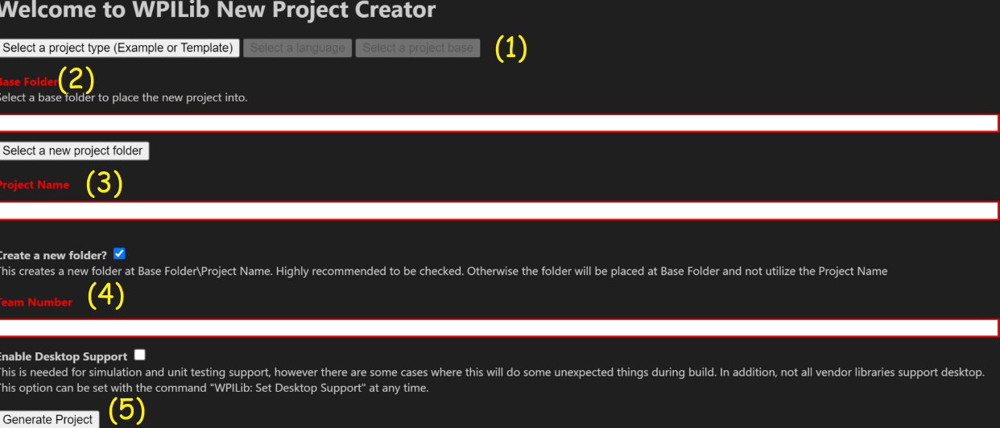 Welcome to WPILib New Project Creator
Select a project type (Example or Template) Select a language Select a project base (1)
Base Folder (2)
Select a base folder to place the new project into.
Select a new project folder
Project Name (3)
Create a new folder?
This creates a new folder at Base Folder\Project Name. Highly recommended to be checked. Otherwise the folder will be placed at Base Folder and not utilize the Project Name
Team Number (4)
Enable Desktop Support
This is needed for simulation and unit testing support, however there are some cases where this will do some unexpected things during build. In addition, not all vendor libraries support desktop.
This option can be set with the command "WPILib: Set Desktop Support" at any time.
Generate Project (5)